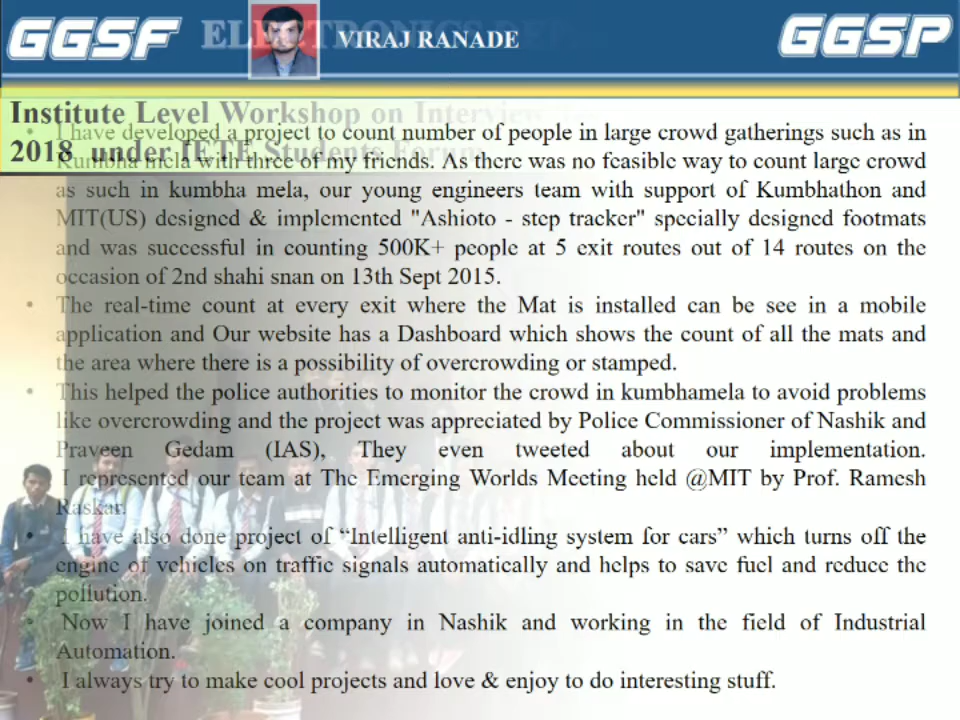 GGSF
ELECTRONICS DE
VIRAJ RANADE
GGSP
Institute Level Workshop on Interview
2018 under IETE Students Forum
• I have developed a project to count number of people in large crowd gatherings such as in
Kumbha mela with three of my friends. As there was no feasible way to count large crowd
as such in kumbha mela, our young engineers team with support of Kumbhathon and
MIT(US) designed & implemented "Ashioto - step tracker" specially designed footmats
and was successful in counting 500K+ people at 5 exit routes out of 14 routes on the
occasion of 2nd shahi snan on 13th Sept 2015.
• The real-time count at every exit where the Mat is installed can be see in a mobile
application and Our website has a Dashboard which shows the count of all the mats and
the area where there is a possibility of overcrowding or stamped.
• This helped the police authorities to monitor the crowd in kumbhamela to avoid problems
like overcrowding and the project was appreciated by Police Commissioner of Nashik and
Praveen Gedam (IAS), They even tweeted about our implementation.
I represented our team at The Emerging Worlds Meeting held @MIT by Prof. Ramesh
Raskar.
• I have also done project of “Intelligent anti-idling system for cars” which turns off the
engine of vehicles on traffic signals automatically and helps to save fuel and reduce the
pollution.
• Now I have joined a company in Nashik and working in the field of Industrial
Automation.
• I always try to make cool projects and love & enjoy to do interesting stuff.